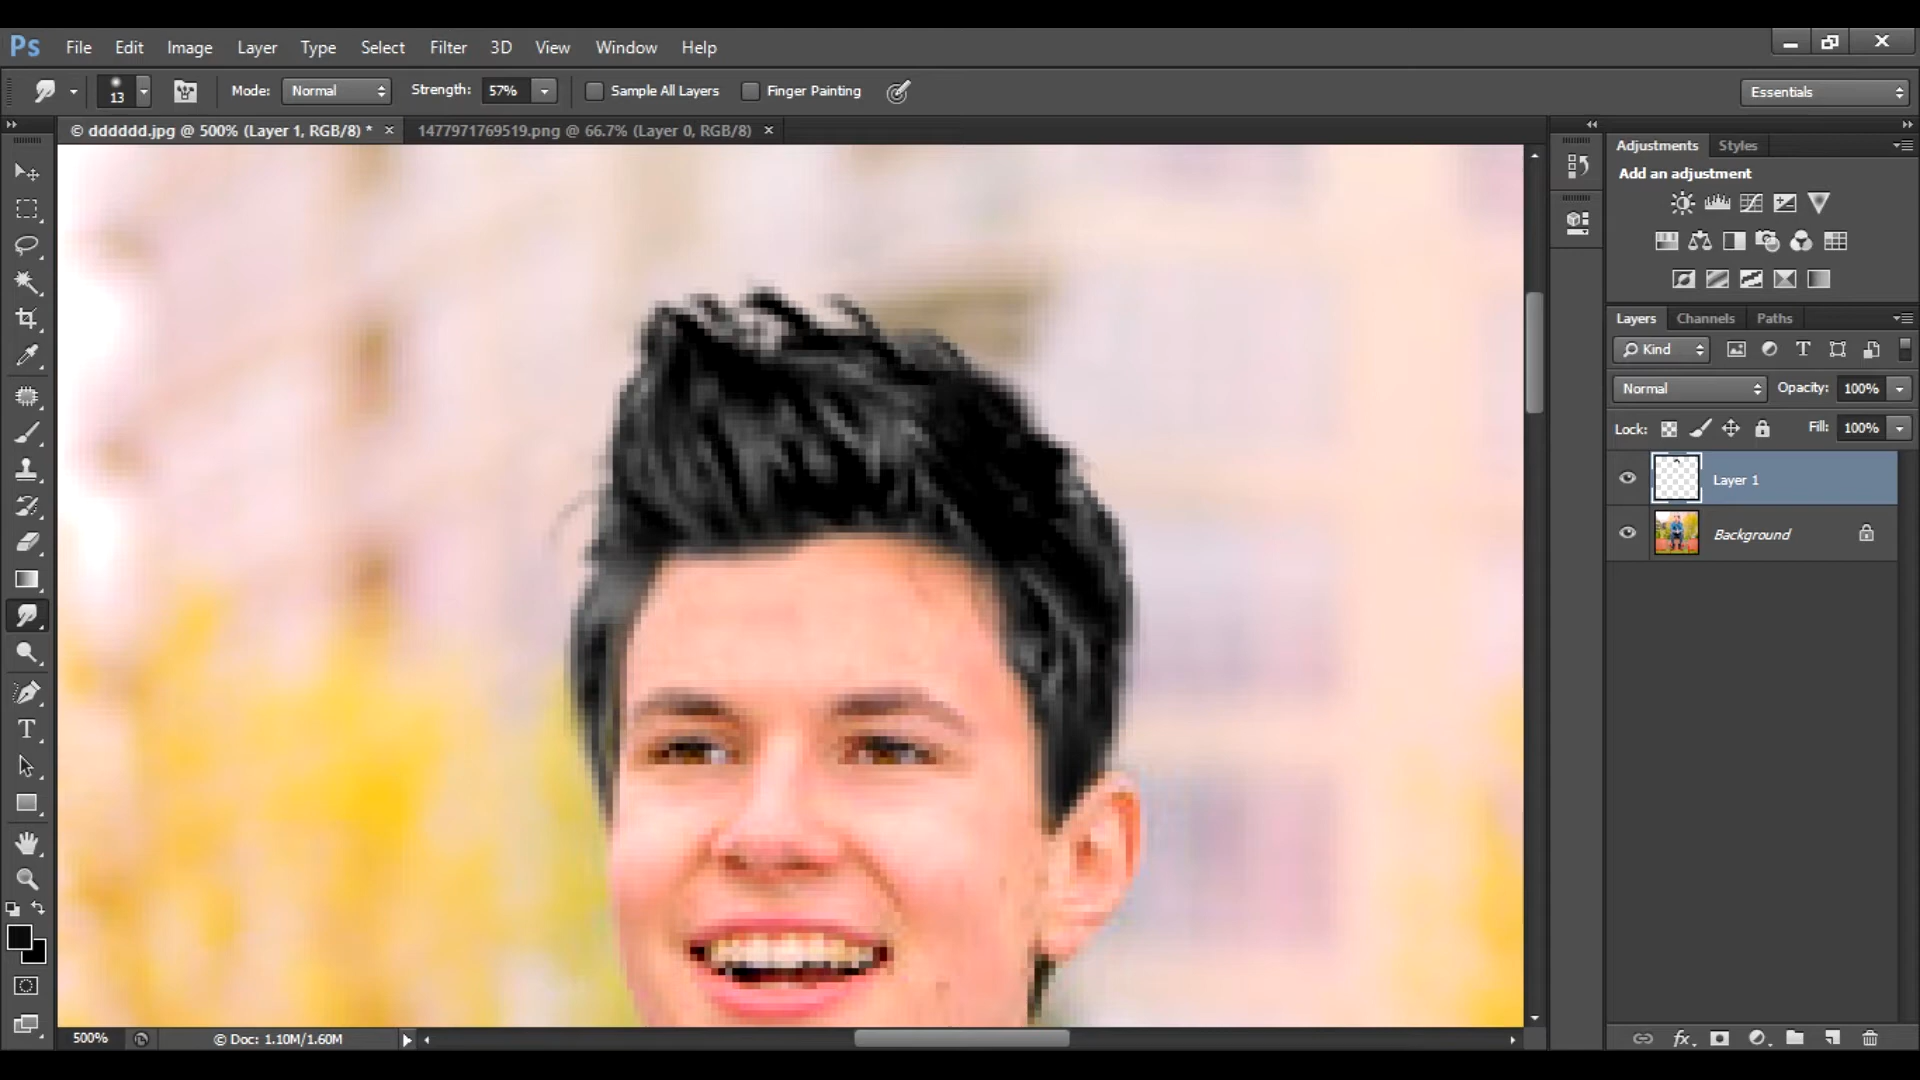 Ps File Edit Image Layer Type Select Filter 3D View Window Help
13 Mode: Normal Strength: 57% Sample All Layers Finger Painting Essentials
© dddddd.jpg @ 500% (Layer 1, RGB/8) * × 1477971769519.png @ 66.7% (Layer 0, RGB/8) ×
Adjustments Styles
Add an adjustment
Layers Channels Paths
Kind
Normal Opacity: 100%
Lock: Fill: 100%
Layer 1
Background
500% © Doc: 1.10M/1.60M